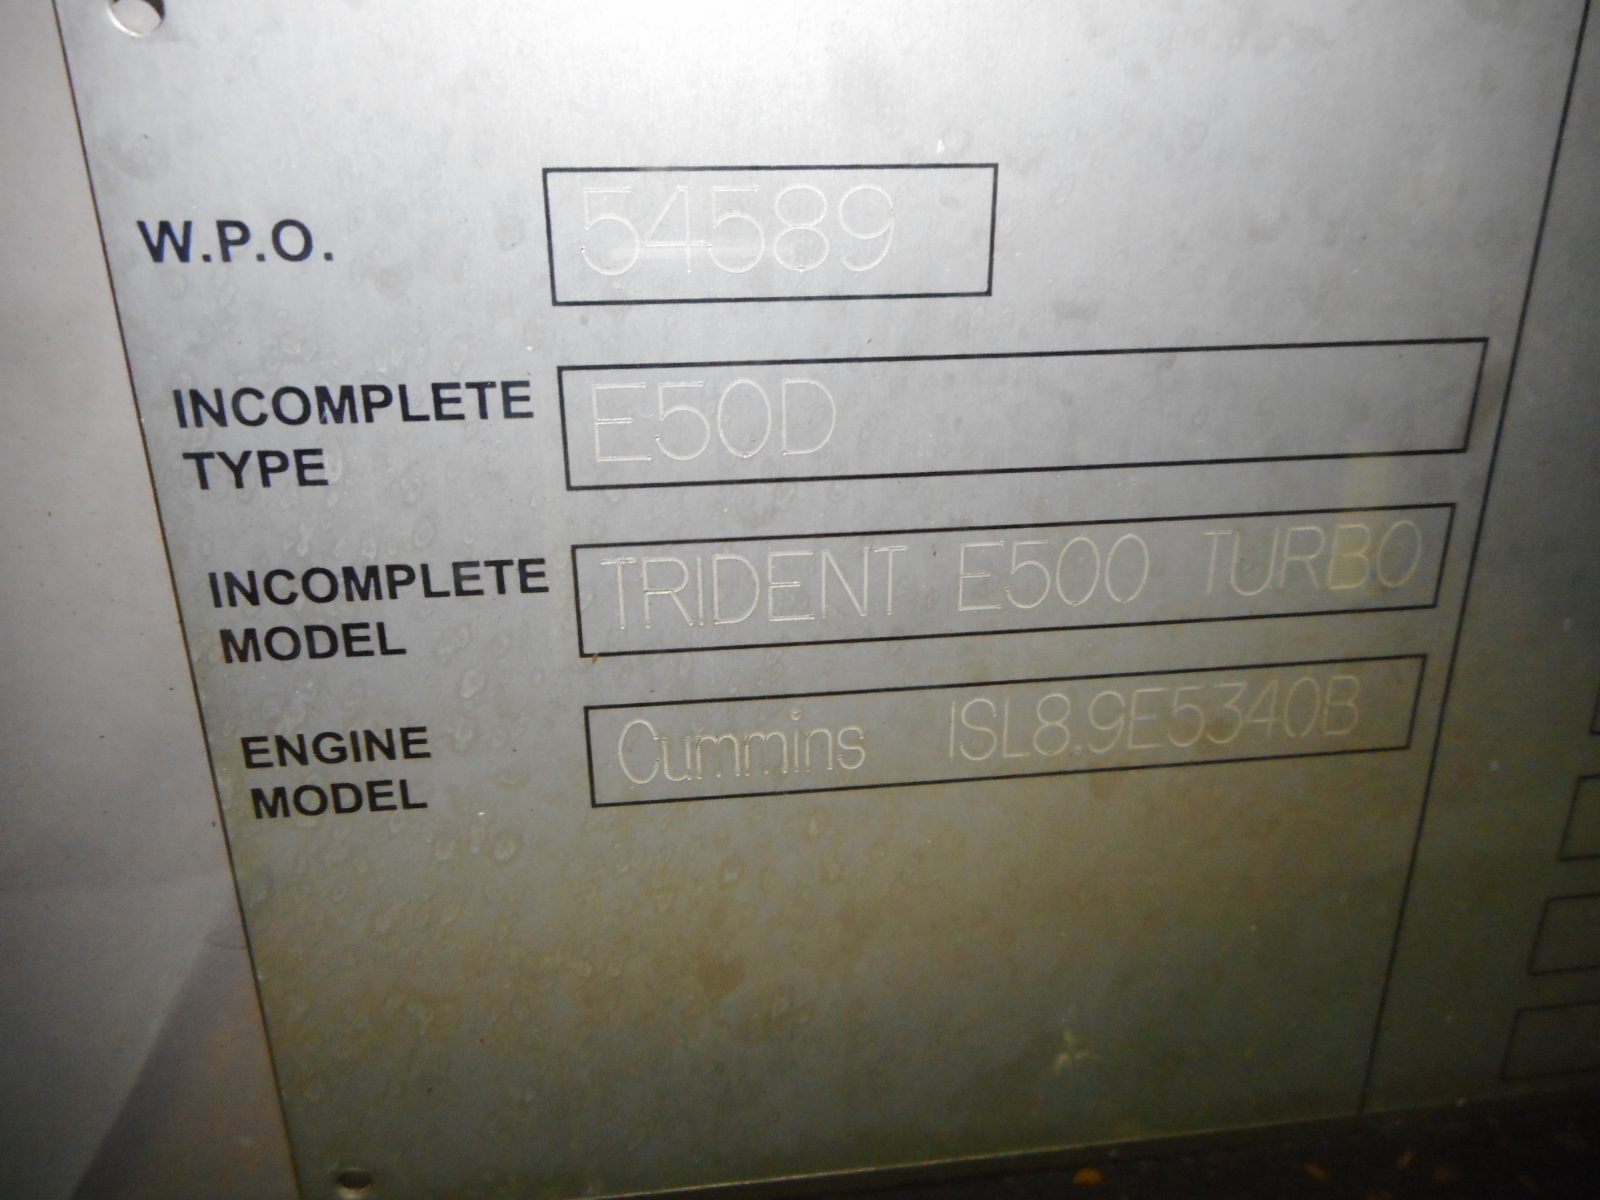 W.P.O. 54589
INCOMPLETE TYPE E50D
INCOMPLETE MODEL TRIDENT E500 TURBO
ENGINE MODEL Cummins ISL8.9E5340B